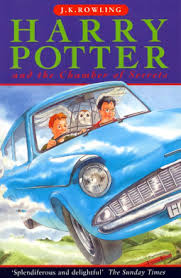 J.K.ROWLING
HARRY
POTTER
and the Chamber of Secrets
'Splendiferous and delightful' The Sunday Times